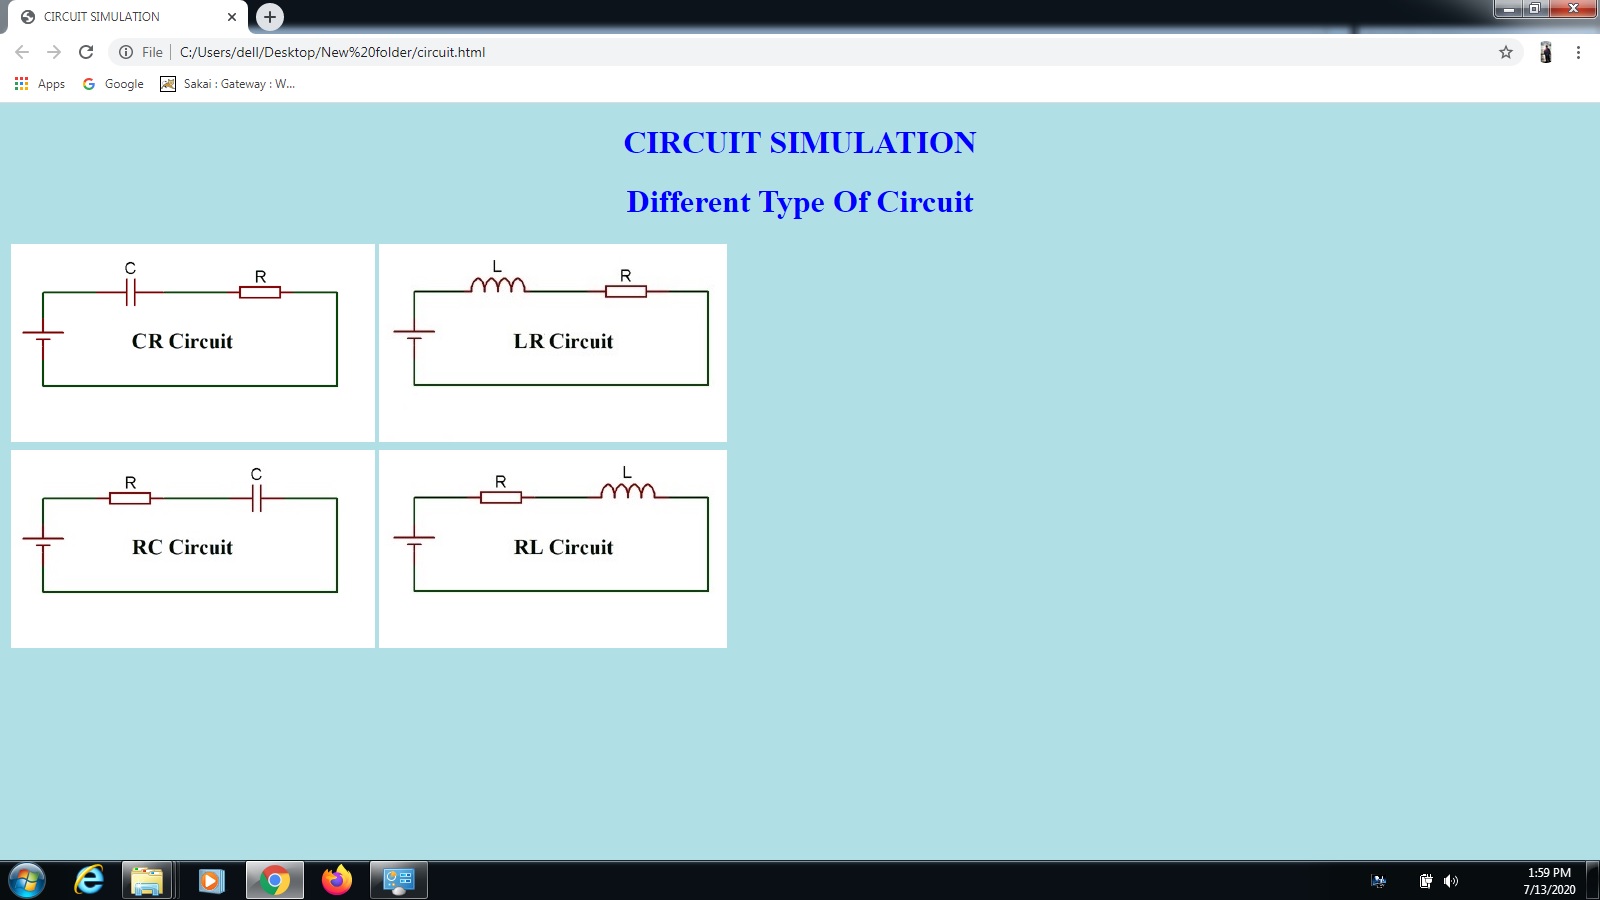 CIRCUIT SIMULATION
File
C:/Users/dell/Desktop/New%20folder/circuit.html
Apps
Google
Sakai : Gateway : W...
CIRCUIT SIMULATION
Different Type Of Circuit
C
R
CR Circuit
L
R
LR Circuit
R
C
RC Circuit
R
L
RL Circuit
1:59 PM
7/13/2020